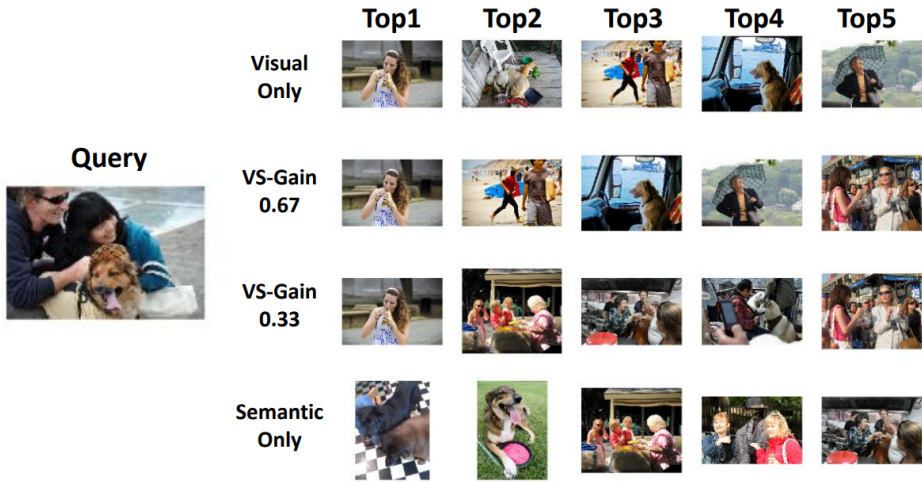 Top1 Top2 Top3 Top4 Top5
Visual
Only
Query
VS-Gain
0.67
VS-Gain
0.33
Semantic
Only